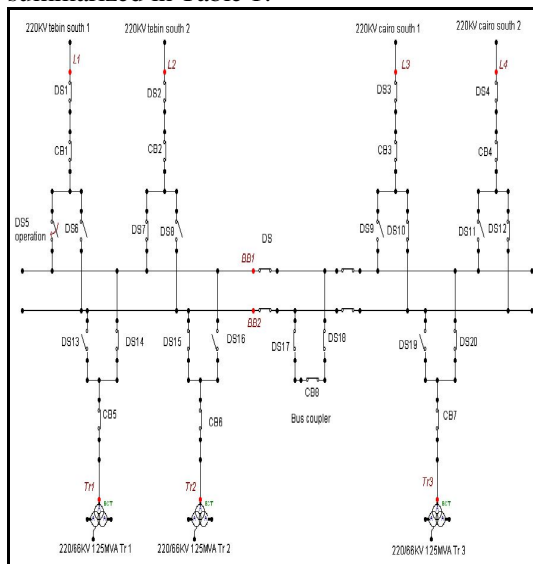 summarized in Table 1.
220KV tebin south 1
220KV tebin south 2
220KV cairo south 1
220KV cairo south 2
L1
L2
L3
L4
DS1
DS2
DS3
DS4
CB1
CB2
CB3
CB4
DS5
operation
DS6
DS7
DS8
DS9
DS10
DS11
DS12
DS
BB1
BB2
DS13
DS14
DS15
DS16
DS17
DS18
DS19
DS20
CB8
CB5
CB6
Bus coupler
CB7
Tr1
Tr2
Tr3
220/66KV 125MVA Tr 1
220/66KV 125MVA Tr 2
220/66KV 125MVA Tr 3